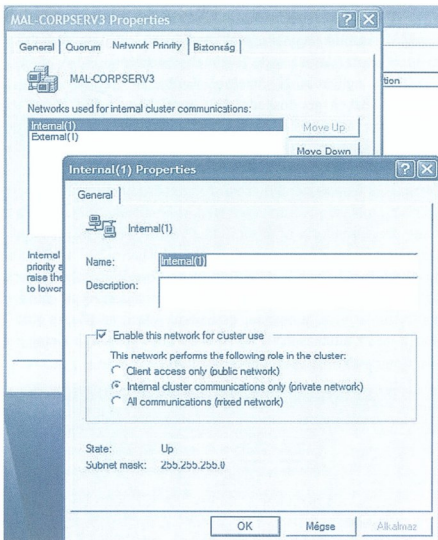 MAL-CORPSERV3 Properties
General Quorum Network Priority Biztonság
tion
MAL-CORPSERV3
Networks used for internal cluster communications:
Internal(1)
External(1)
Move Up
Move Down
Internal
priority a
raise the
to lower
Internal(1) Properties
General
Internal(1)
Name: Internal(1)
Description:
Enable this network for cluster use
This network performs the following role in the cluster:
Client access only (public network)
Internal cluster communications only (private network)
All communications (mixed network)
State: Up
Subnet mask: 255.255.255.0
OK Mégse Alkalmaz